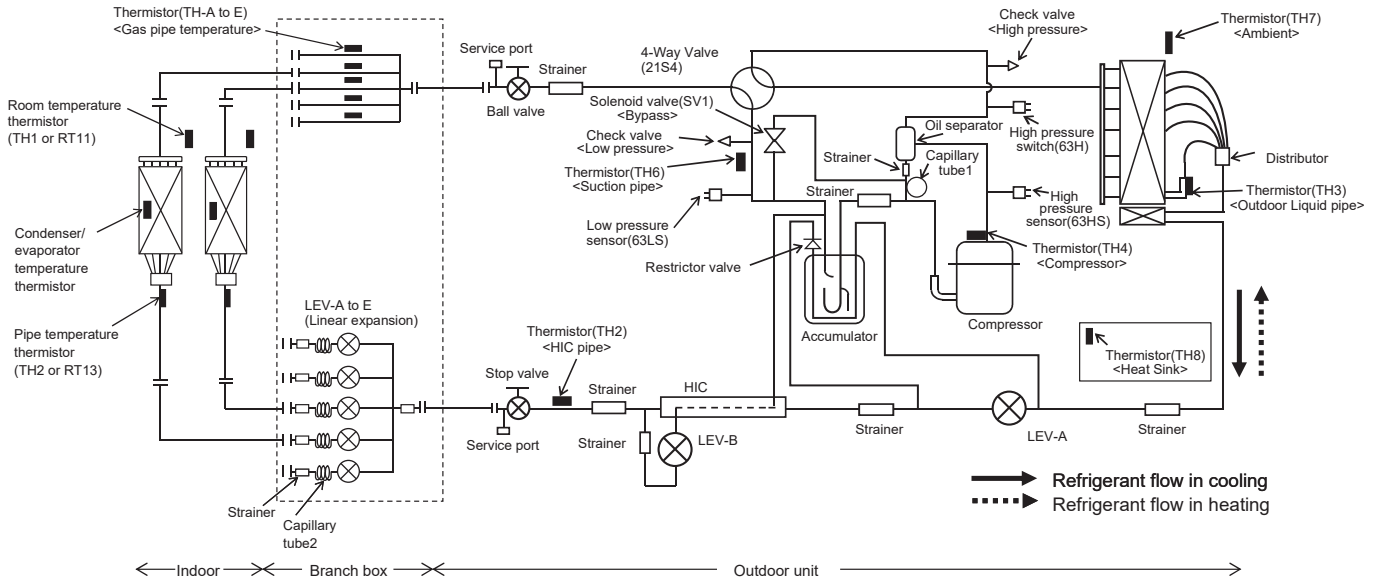 Thermistor(TH-A to E)
<Gas pipe temperature>
Service port
Strainer
Ball valve
4-Way Valve
(21S4)
Check valve
<High pressure>
Thermistor(TH7)
<Ambient>
Room temperature
thermistor
(TH1 or RT11)
Solenoid valve(SV1)
<Bypass>
Check valve
<Low pressure>
Thermistor(TH6)
<Suction pipe>
Oil separator
Strainer
Capillary
tube1
High pressure
switch(63H)
Distributor
Strainer
High
pressure
sensor(63HS)
Thermistor(TH3)
<Outdoor Liquid pipe>
Condenser/
evaporator
temperature
thermistor
Low pressure
sensor(63LS)
Restrictor valve
Thermistor(TH4)
<Compressor>
Accumulator
Compressor
Pipe temperature
thermistor
(TH2 or RT13)
LEV-A to E
(Linear expansion)
Thermistor(TH2)
<HIC pipe>
Thermistor(TH8)
<Heat Sink>
Stop valve
Strainer
HIC
Service port
Strainer
LEV-B
Strainer
LEV-A
Strainer
Strainer
Capillary
tube2
Refrigerant flow in cooling
Refrigerant flow in heating
Indoor
Branch box
Outdoor unit